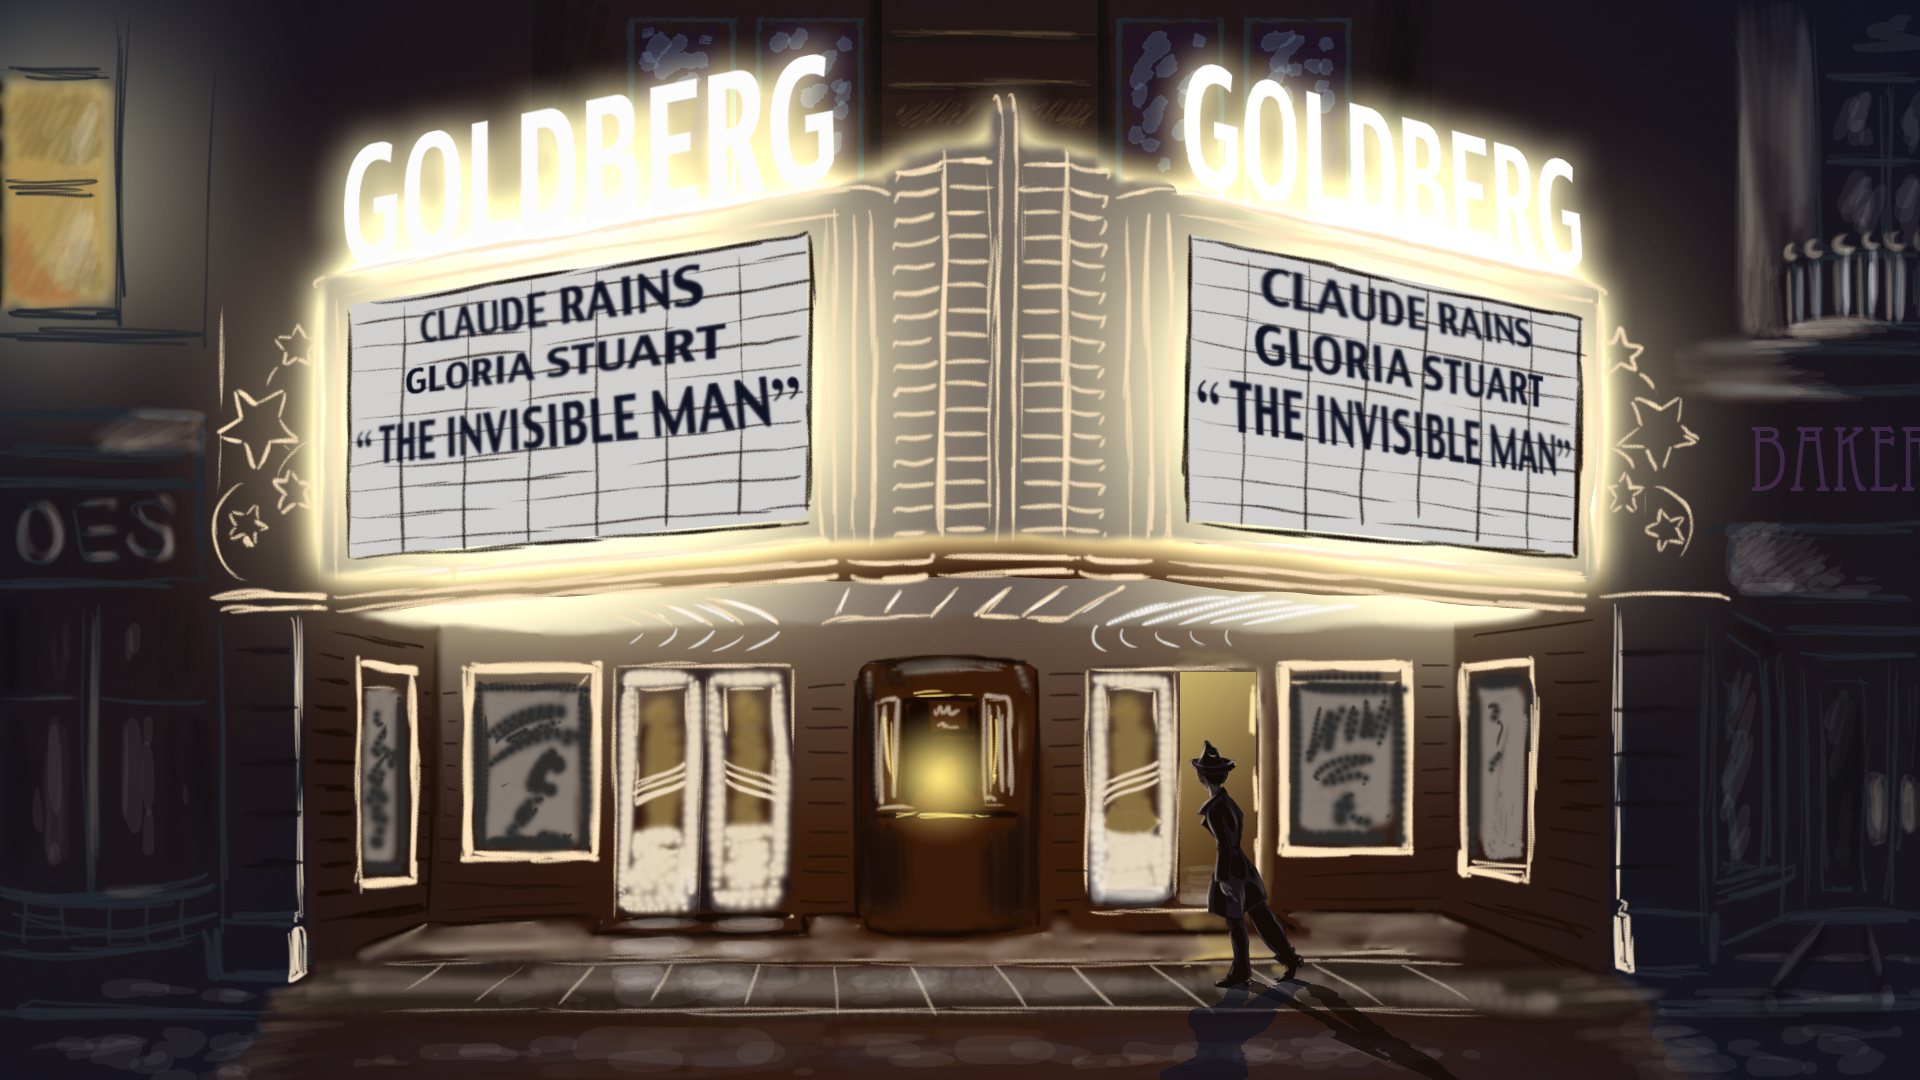 GOLDBERG
CLAUDE RAINS
GLORIA STUART
“THE INVISIBLE MAN”
GOLDBERG
CLAUDE RAINS
GLORIA STUART
“THE INVISIBLE MAN”
OES
BAKER